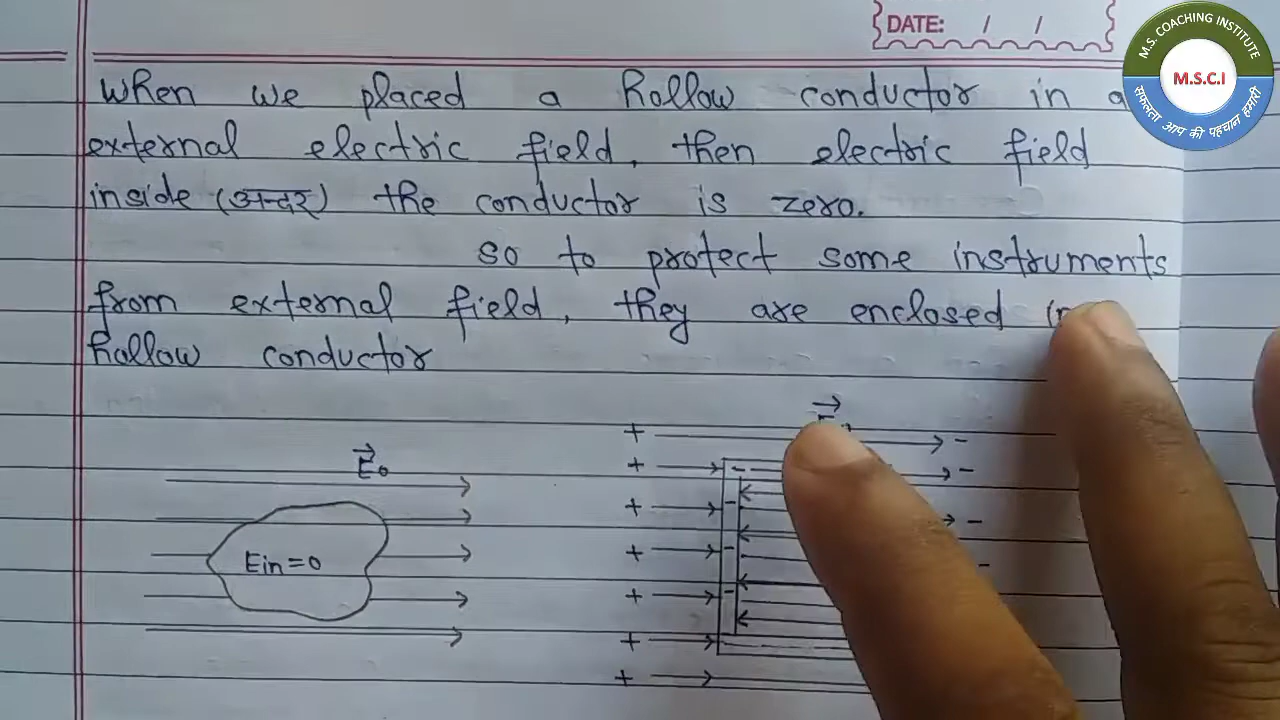 DATE: / /
M.S. COACHING INSTITUTE
M.S.C.I
सफलता आप की पहचान हमारी
When we placed a hollow conductor in a
external electric field, then electric field
inside (अन्दर) the conductor is zero.
so to protect some instruments
from external field, they are enclosed in
hollow conductor
E₀
Ein = 0
+ -
+ - -
+ - -
+ - -
+ -
+
+